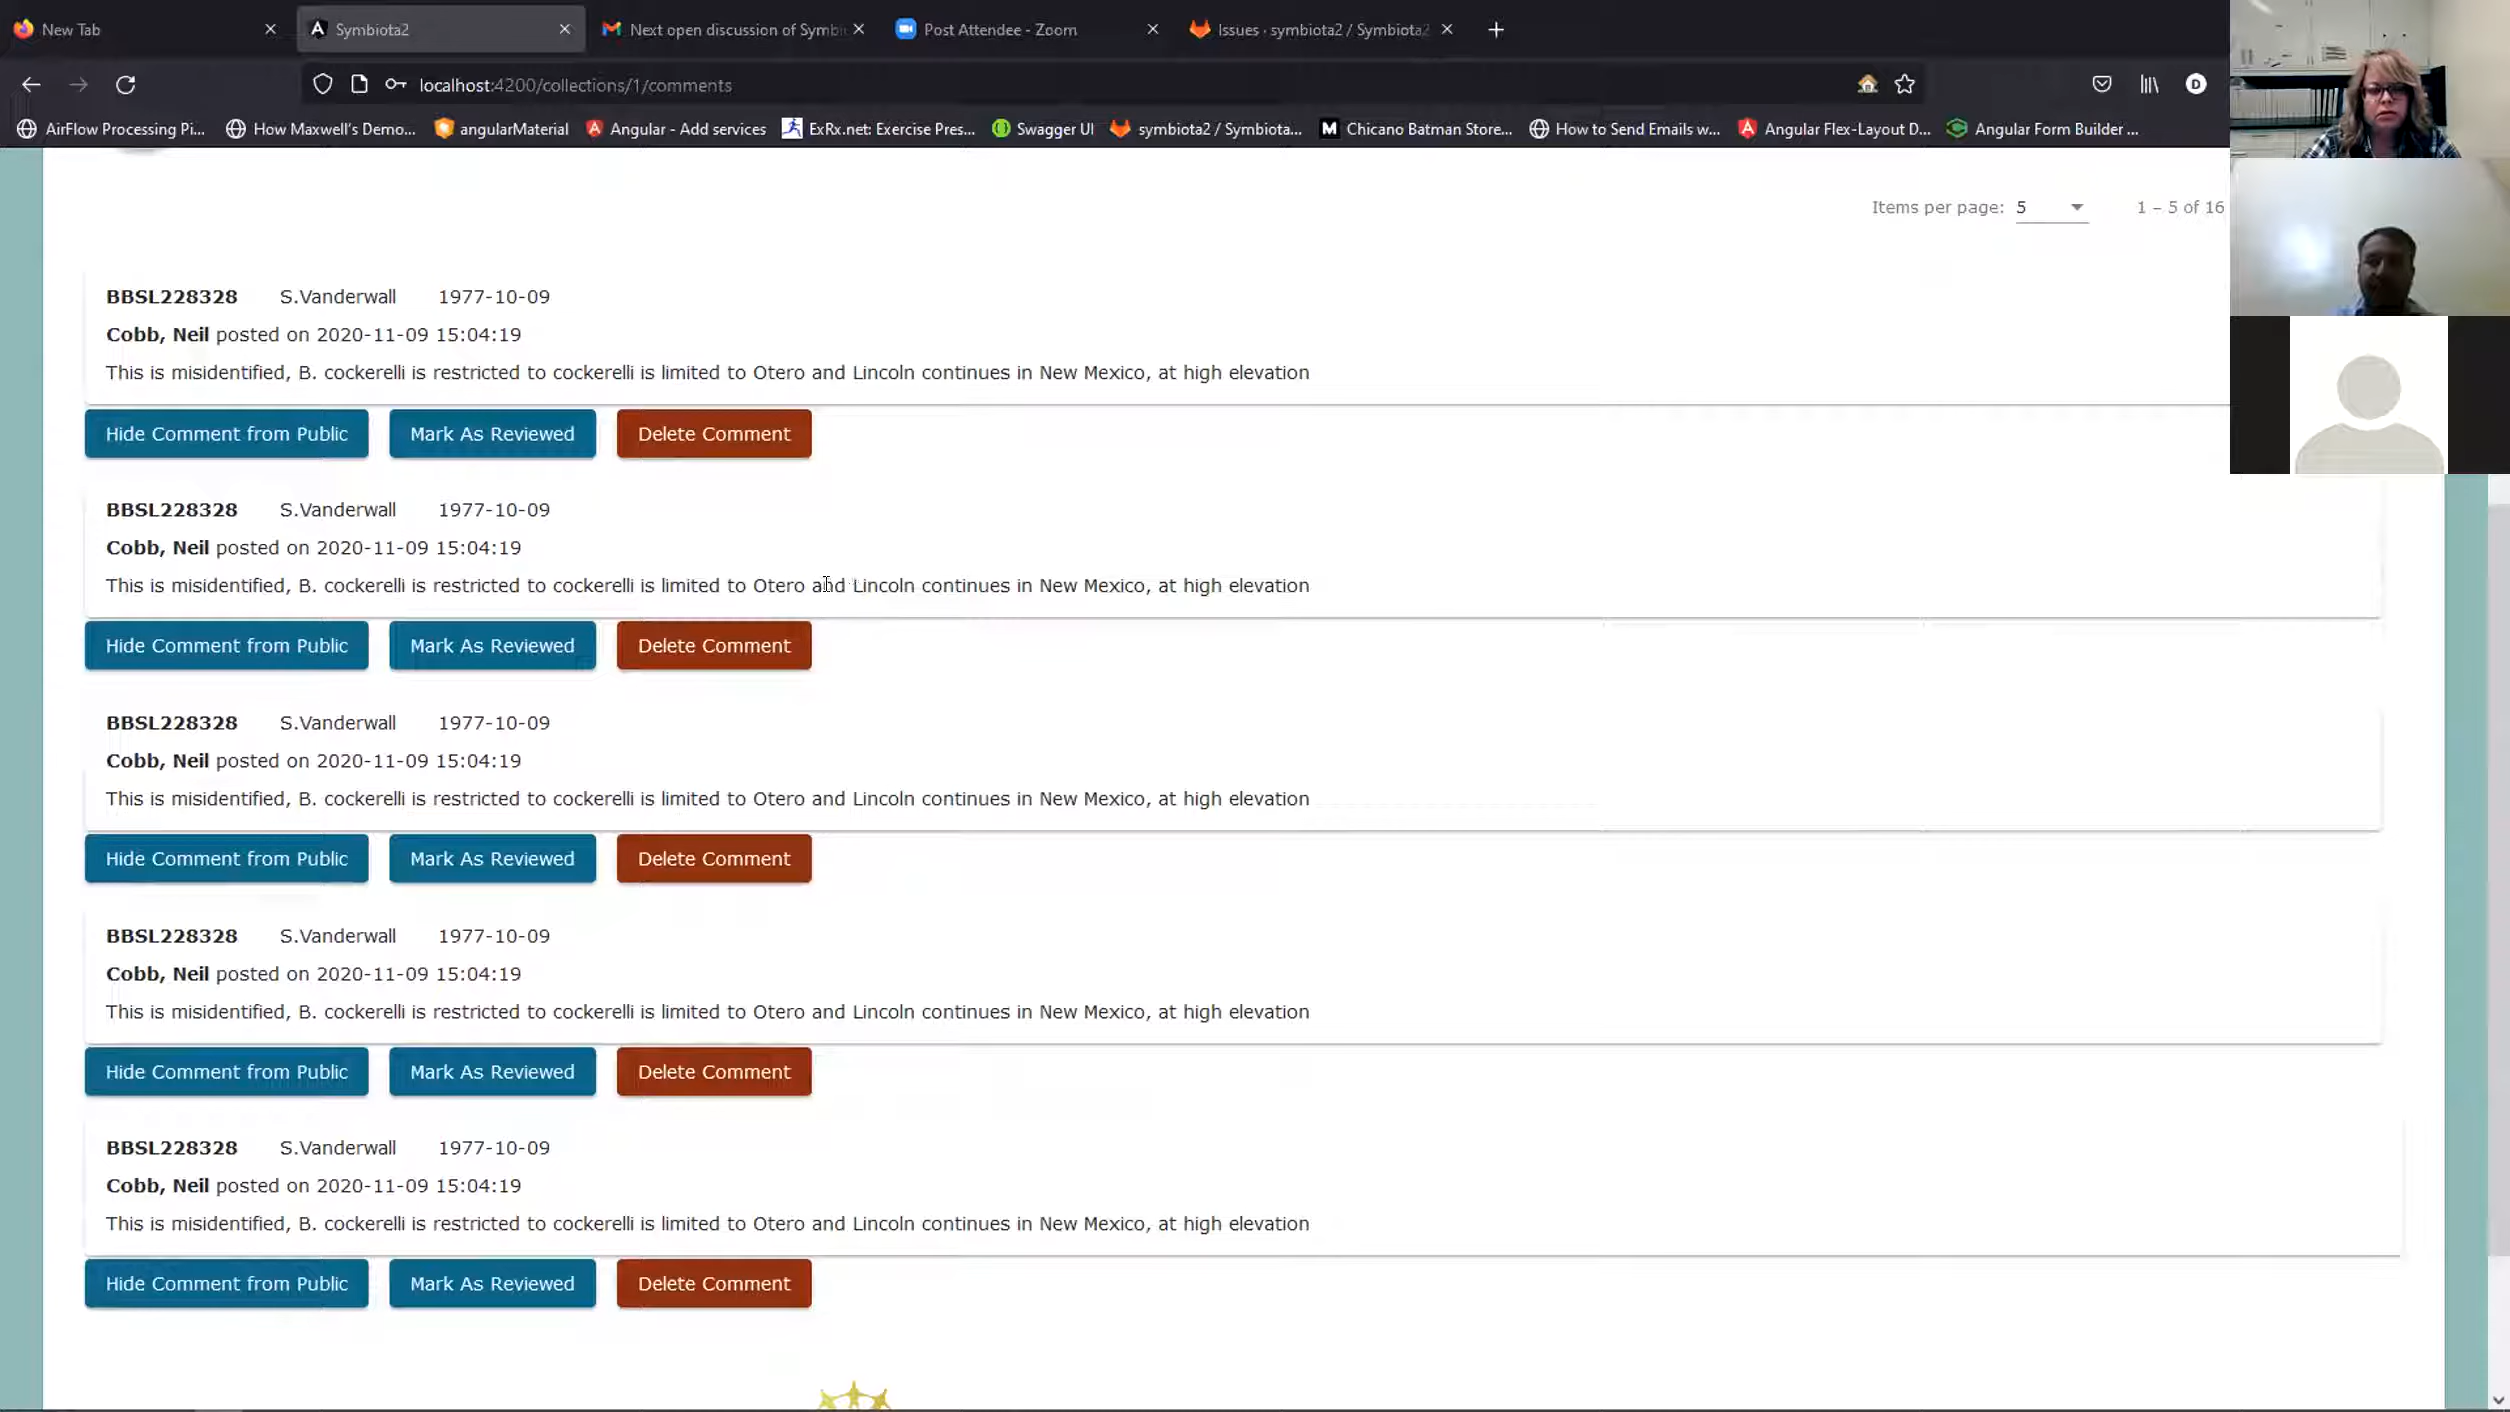 New Tab
Symbiota2
Next open discussion of Symbi
Post Attendee - Zoom
Issues · symbiota2 / Symbiota2
localhost:4200/collections/1/comments
D
AirFlow Processing Pi...
How Maxwell's Demo...
angularMaterial
Angular - Add services
ExRx.net: Exercise Pres...
Swagger UI
symbiota2 / Symbiota...
M
Chicano Batman Store...
How to Send Emails w...
Angular Flex-Layout D...
Angular Form Builder ...
Items per page: 5 1 – 5 of 16
BBSL228328 S.Vanderwall 1977-10-09
Cobb, Neil posted on 2020-11-09 15:04:19
This is misidentified, B. cockerelli is restricted to cockerelli is limited to Otero and Lincoln continues in New Mexico, at high elevation
Hide Comment from Public Mark As Reviewed Delete Comment
BBSL228328 S.Vanderwall 1977-10-09
Cobb, Neil posted on 2020-11-09 15:04:19
This is misidentified, B. cockerelli is restricted to cockerelli is limited to Otero and Lincoln continues in New Mexico, at high elevation
Hide Comment from Public Mark As Reviewed Delete Comment
BBSL228328 S.Vanderwall 1977-10-09
Cobb, Neil posted on 2020-11-09 15:04:19
This is misidentified, B. cockerelli is restricted to cockerelli is limited to Otero and Lincoln continues in New Mexico, at high elevation
Hide Comment from Public Mark As Reviewed Delete Comment
BBSL228328 S.Vanderwall 1977-10-09
Cobb, Neil posted on 2020-11-09 15:04:19
This is misidentified, B. cockerelli is restricted to cockerelli is limited to Otero and Lincoln continues in New Mexico, at high elevation
Hide Comment from Public Mark As Reviewed Delete Comment
BBSL228328 S.Vanderwall 1977-10-09
Cobb, Neil posted on 2020-11-09 15:04:19
This is misidentified, B. cockerelli is restricted to cockerelli is limited to Otero and Lincoln continues in New Mexico, at high elevation
Hide Comment from Public Mark As Reviewed Delete Comment